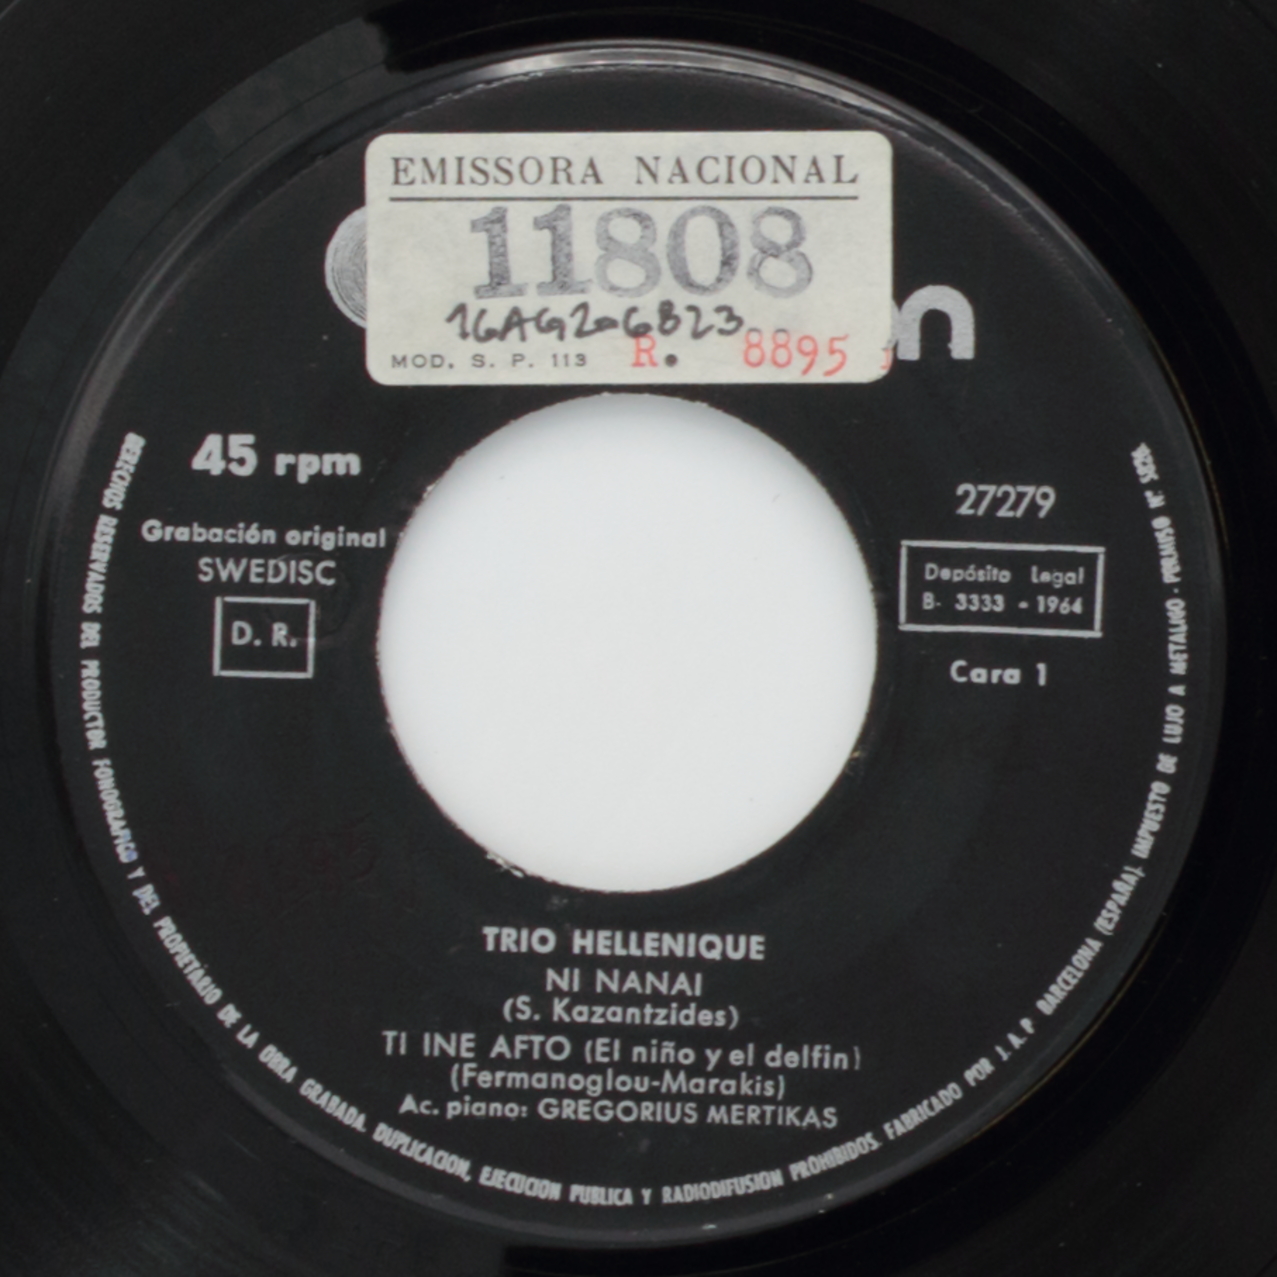 EMISSORA NACIONAL
11808
16AG206823
MOD. S. P. 113 R. 8895
45 rpm
Grabación original
SWEDISC
D. R.
27279
Depósito Legal
B- 3333 - 1964
Cara 1
TRIO HELLENIQUE
NI NANAI
(S. Kazantzides)
TI INE AFTO (El niño y el delfin)
(Fermanoglou-Marakis)
Ac. piano: GREGORIUS MERTIKAS
DERECHOS RESERVADOS DEL PRODUCTOR FONOGRAFICO Y DEL PROPIETARIO DE LA OBRA GRABADA. DUPLICACION, EJECUCION PUBLICA Y RADIODIFUSION PROHIBIDOS. FABRICADO POR J. A. P BARCELONA (ESPAÑA). IMPUESTO DE LUJO A METALIGO - PERMISO Nº 5826-